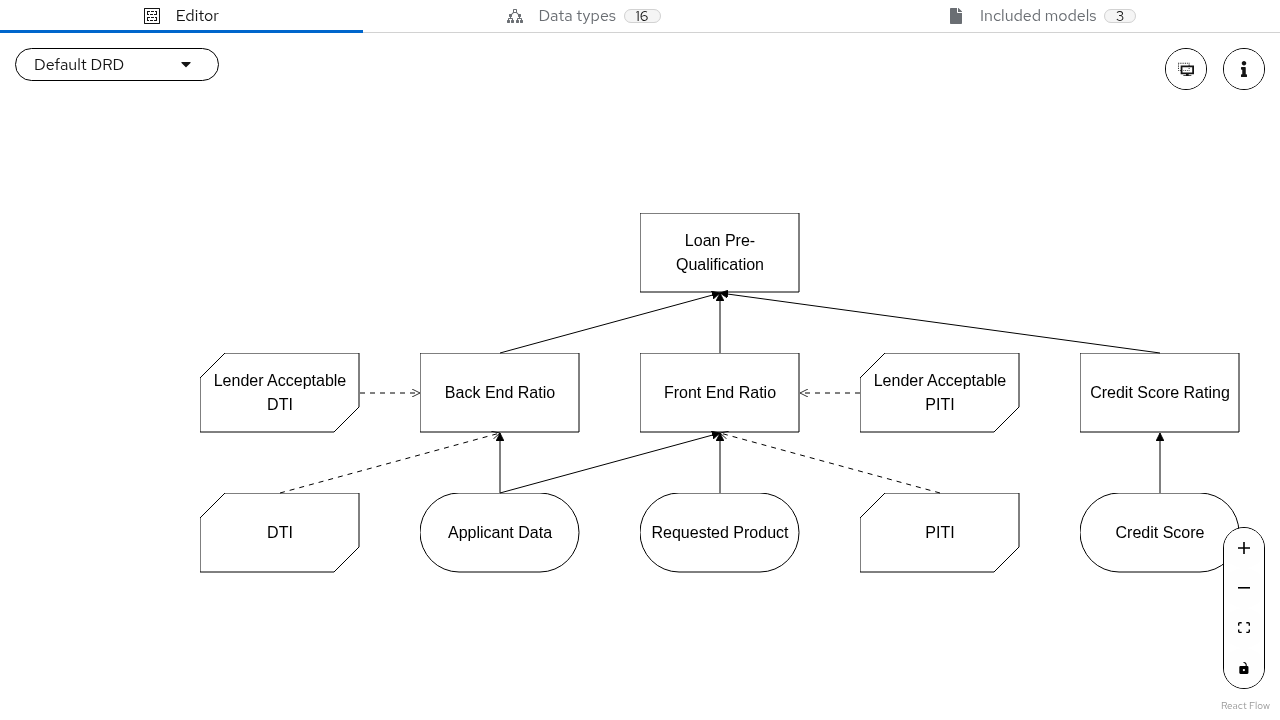 Editor
Data types 16
Included models 3
Default DRD
Loan Pre-
Qualification
Lender Acceptable
DTI
Back End Ratio
Front End Ratio
Lender Acceptable
PITI
Credit Score Rating
DTI
Applicant Data
Requested Product
PITI
Credit Score
React Flow